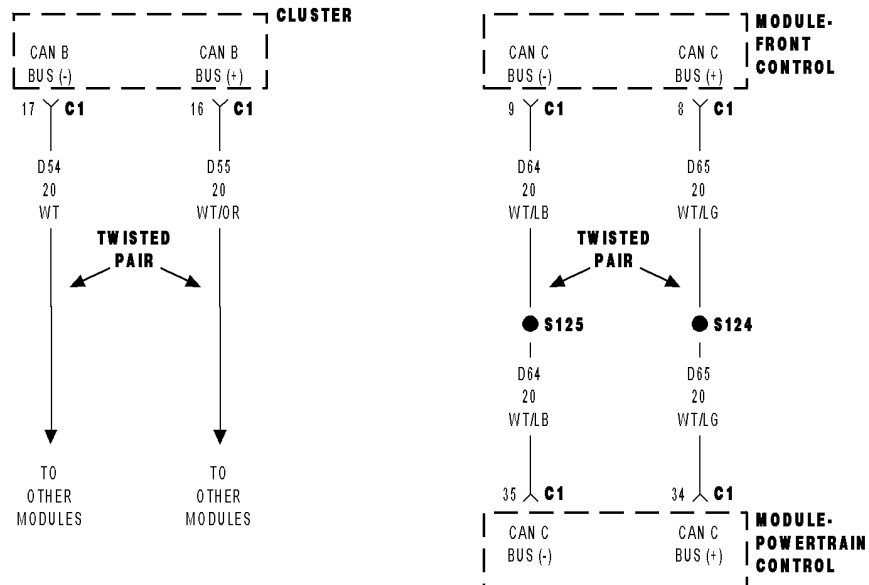 CLUSTER
CAN B
BUS (-)
CAN B
BUS (+)
17 C1
16 C1
D54
20
WT
D55
20
WT/OR
TWISTED
PAIR
TO
OTHER
MODULES
TO
OTHER
MODULES
MODULE-
FRONT
CONTROL
CAN C
BUS (-)
CAN C
BUS (+)
9 C1
8 C1
D64
20
WT/LB
D65
20
WT/LG
TWISTED
PAIR
S125
S124
D64
20
WT/LB
D65
20
WT/LG
35 C1
34 C1
CAN C
BUS (-)
CAN C
BUS (+)
MODULE-
POWERTRAIN
CONTROL